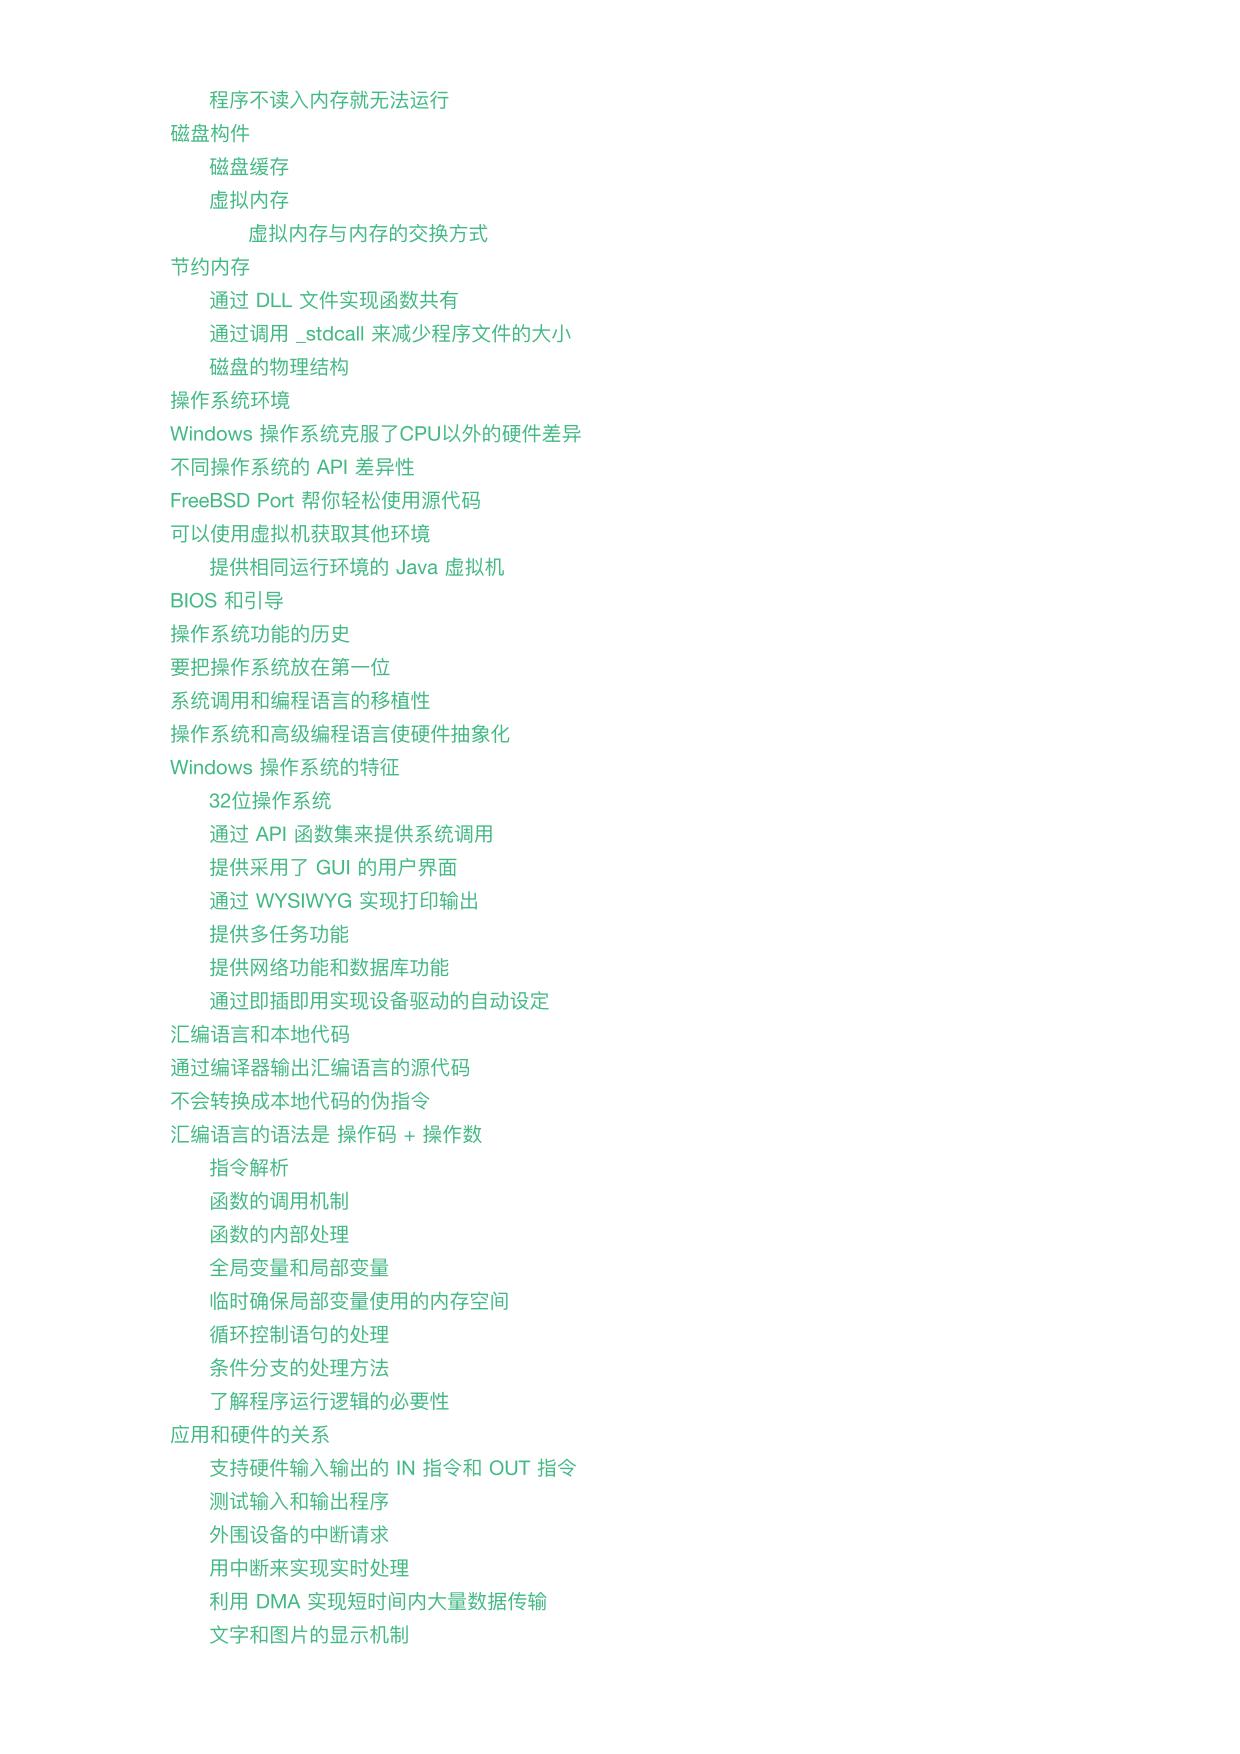 程序不读入内存就无法运行
磁盘构件
磁盘缓存
虚拟内存
虚拟内存与内存的交换方式
节约内存
通过 DLL 文件实现函数共有
通过调用 _stdcall 来减少程序文件的大小
磁盘的物理结构
操作系统环境
Windows 操作系统克服了CPU以外的硬件差异
不同操作系统的 API 差异性
FreeBSD Port 帮你轻松使用源代码
可以使用虚拟机获取其他环境
提供相同运行环境的 Java 虚拟机
BIOS 和引导
操作系统功能的历史
要把操作系统放在第一位
系统调用和编程语言的移植性
操作系统和高级编程语言使硬件抽象化
Windows 操作系统的特征
32位操作系统
通过 API 函数集来提供系统调用
提供采用了 GUI 的用户界面
通过 WYSIWYG 实现打印输出
提供多任务功能
提供网络功能和数据库功能
通过即插即用实现设备驱动的自动设定
汇编语言和本地代码
通过编译器输出汇编语言的源代码
不会转换成本地代码的伪指令
汇编语言的语法是 操作码 + 操作数
指令解析
函数的调用机制
函数的内部处理
全局变量和局部变量
临时确保局部变量使用的内存空间
循环控制语句的处理
条件分支的处理方法
了解程序运行逻辑的必要性
应用和硬件的关系
支持硬件输入输出的 IN 指令和 OUT 指令
测试输入和输出程序
外围设备的中断请求
用中断来实现实时处理
利用 DMA 实现短时间内大量数据传输
文字和图片的显示机制